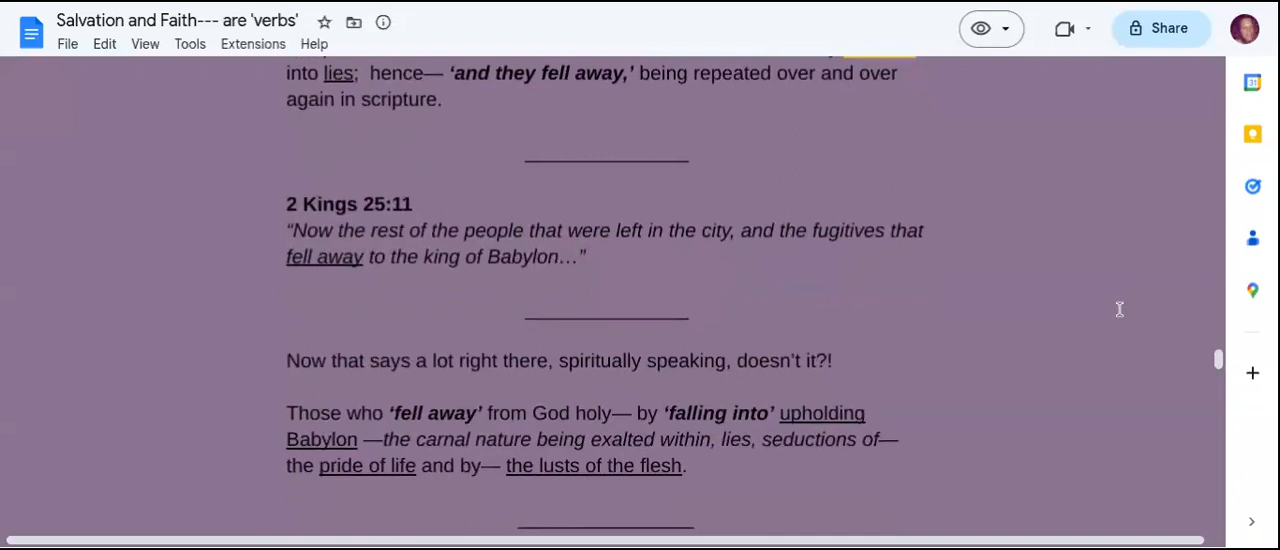 Salvation and Faith--- are 'verbs'
File Edit View Tools Extensions Help
Share
31
into lies;  hence— ‘and they fell away,’ being repeated over and over
again in scripture.
2 Kings 25:11
“Now the rest of the people that were left in the city, and the fugitives that
fell away to the king of Babylon…”
Now that says a lot right there, spiritually speaking, doesn’t it?!
Those who ‘fell away’ from God holy— by ‘falling into’ upholding
Babylon —the carnal nature being exalted within, lies, seductions of—
the pride of life and by— the lusts of the flesh.